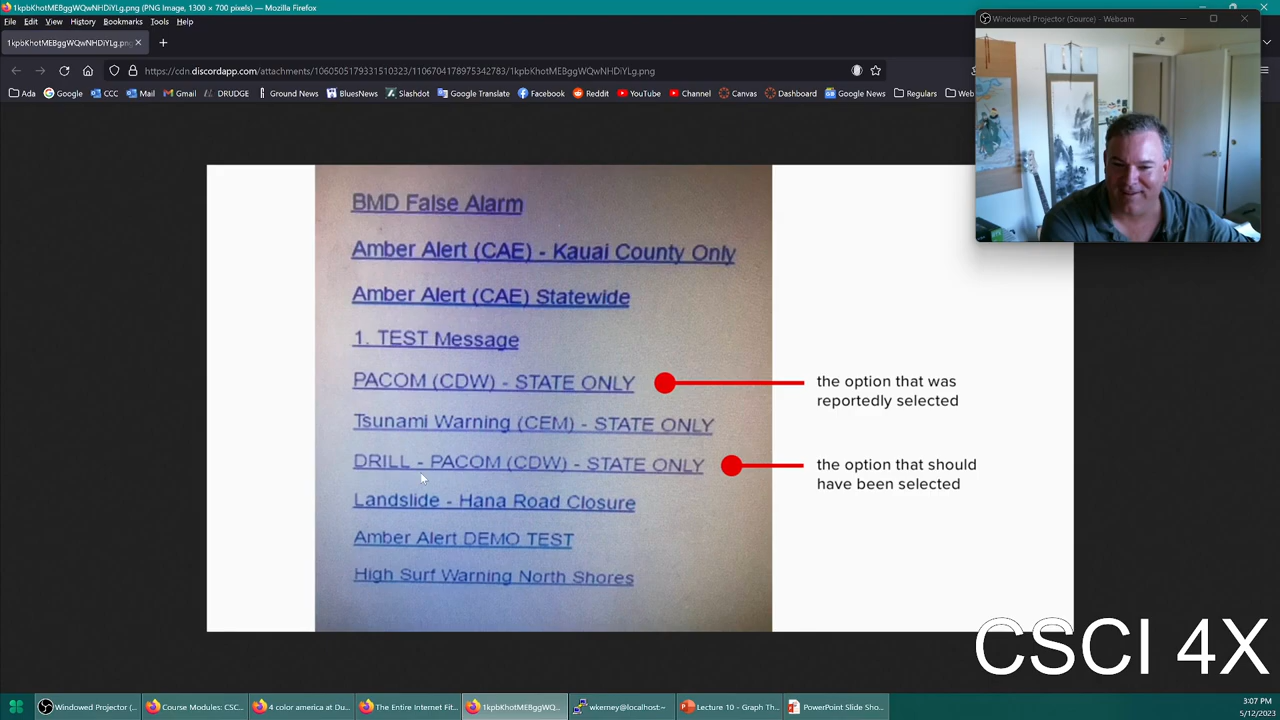 1kpbKhotMEBggWQwNHDiYLg.png (PNG Image, 1300 × 700 pixels) — Mozilla Firefox
File Edit View History Bookmarks Tools Help
Windowed Projector (Source) - Webcam
1kpbKhotMEBggWQwNHDiYLg.png
https://cdn.discordapp.com/attachments/1060505179331510323/1106704178975342783/1kpbKhotMEBggWQwNHDiYLg.png
Ada Google CCC Mail Gmail DRUDGE Ground News BlueNews Slashdot Google Translate Facebook Reddit YouTube Channel Canvas Dashboard Google News Regulars Web
BMD False Alarm
Amber Alert (CAE) - Kauai County Only
Amber Alert (CAE) Statewide
1. TEST Message
PACOM (CDW) - STATE ONLY
the option that was
reportedly selected
Tsunami Warning (CEM) - STATE ONLY
DRILL - PACOM (CDW) - STATE ONLY
the option that should
have been selected
Landslide - Hana Road Closure
Amber Alert DEMO TEST
High Surf Warning North Shores
CSCI 4X
Windowed Projector (... Course Modules: CSC... 4 color america at Du... The Entire Internet Fit... 1kpbKhotMEBggWQ... wkerney@localhost:~ Lecture 10 - Graph Th... PowerPoint Slide Sho...
3:07 PM
5/12/2023